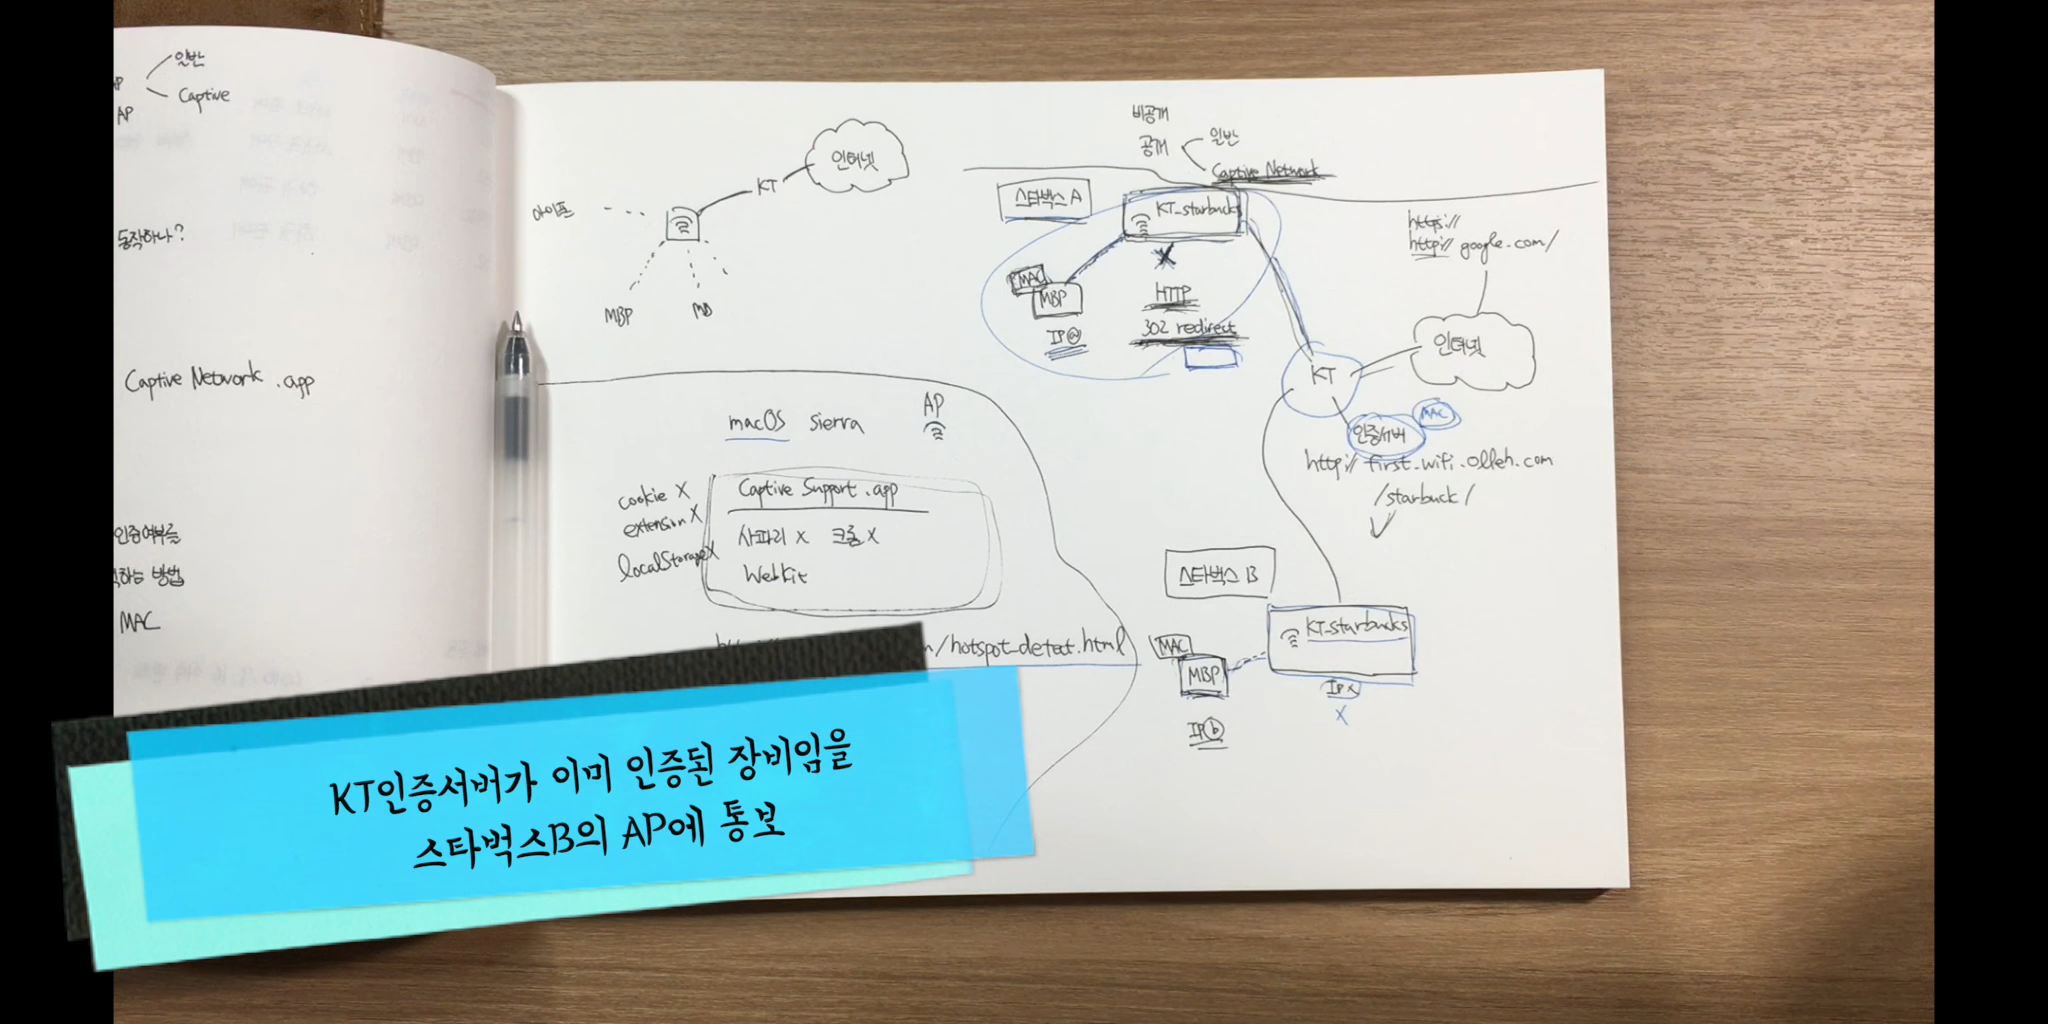 일반
Captive
AP
동작하나?
Captive Network .app
인증여부를
하는 방법
MAC
인터넷
KT
아이폰
MBP
macOS Sierra
AP
cookie X
extension X
localStorage X
Captive Support .app
사파리 X 크롬 X
WebKit
/hotspot_detect.html
비공개
공개
일반
Captive Network
스타벅스 A
KT_starbucks
X
MAC
MBP
IP ⓐ
HTTP
302 redirect
https://
http:// google.com/
인터넷
KT
인증서버
MAC
http:// first_wifi.olleh.com
/starbuck/
스타벅스 B
KT_starbucks
MAC
MBP
IP ⓑ
IP X
X
KT인증서버가 이미 인증된 장비임을
스타벅스B의 AP에 통보